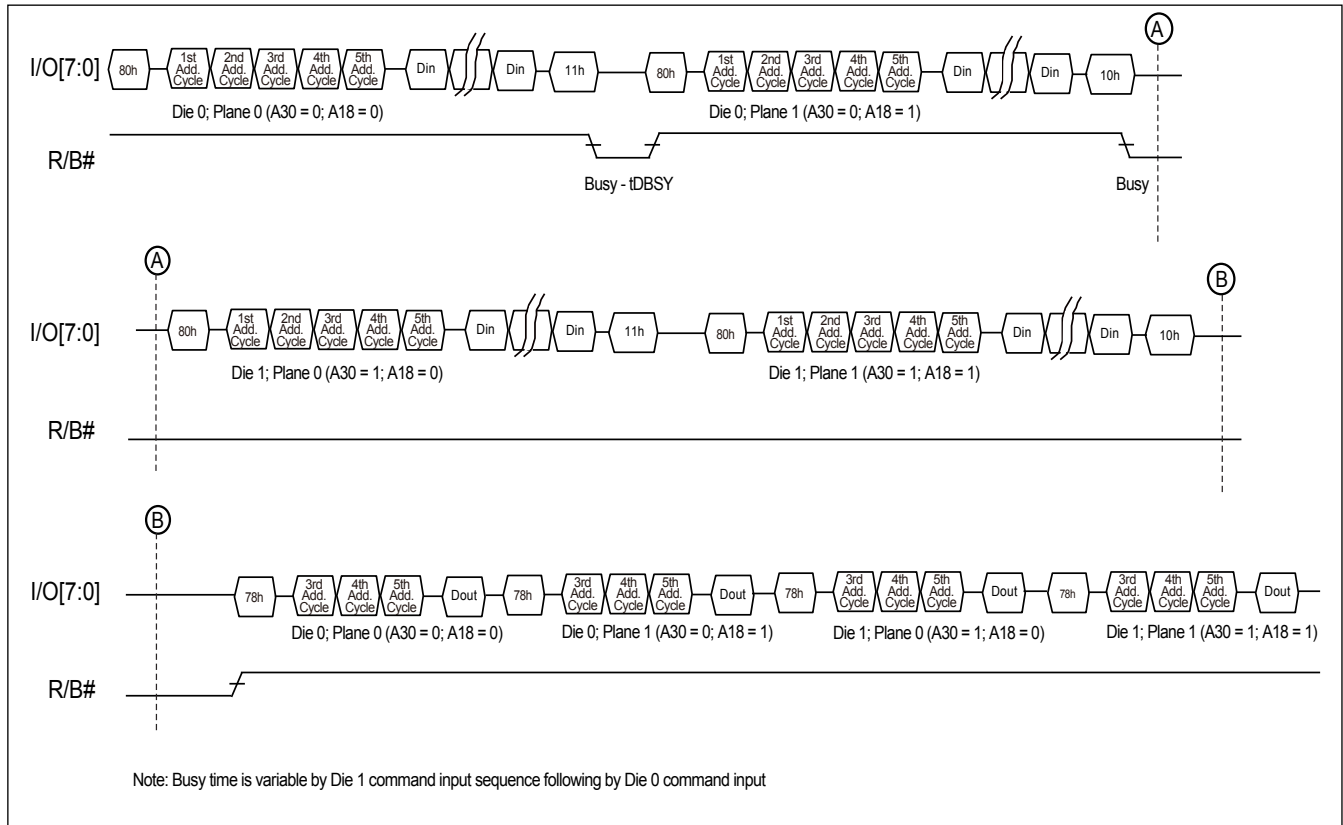 A
I/O[7:0] 80h 1st Add. Cycle 2nd Add. Cycle 3rd Add. Cycle 4th Add. Cycle 5th Add. Cycle Din Din 11h 80h 1st Add. Cycle 2nd Add. Cycle 3rd Add. Cycle 4th Add. Cycle 5th Add. Cycle Din Din 10h
Die 0; Plane 0 (A30 = 0; A18 = 0) Die 0; Plane 1 (A30 = 0; A18 = 1)
R/B#
Busy - tDBSY Busy
A B
I/O[7:0] 80h 1st Add. Cycle 2nd Add. Cycle 3rd Add. Cycle 4th Add. Cycle 5th Add. Cycle Din Din 11h 80h 1st Add. Cycle 2nd Add. Cycle 3rd Add. Cycle 4th Add. Cycle 5th Add. Cycle Din Din 10h
Die 1; Plane 0 (A30 = 1; A18 = 0) Die 1; Plane 1 (A30 = 1; A18 = 1)
R/B#
B
I/O[7:0] 78h 3rd Add. Cycle 4th Add. Cycle 5th Add. Cycle Dout 78h 3rd Add. Cycle 4th Add. Cycle 5th Add. Cycle Dout 78h 3rd Add. Cycle 4th Add. Cycle 5th Add. Cycle Dout 78h 3rd Add. Cycle 4th Add. Cycle 5th Add. Cycle Dout
Die 0; Plane 0 (A30 = 0; A18 = 0) Die 0; Plane 1 (A30 = 0; A18 = 1) Die 1; Plane 0 (A30 = 1; A18 = 0) Die 1; Plane 1 (A30 = 1; A18 = 1)
R/B#
Note: Busy time is variable by Die 1 command input sequence following by Die 0 command input